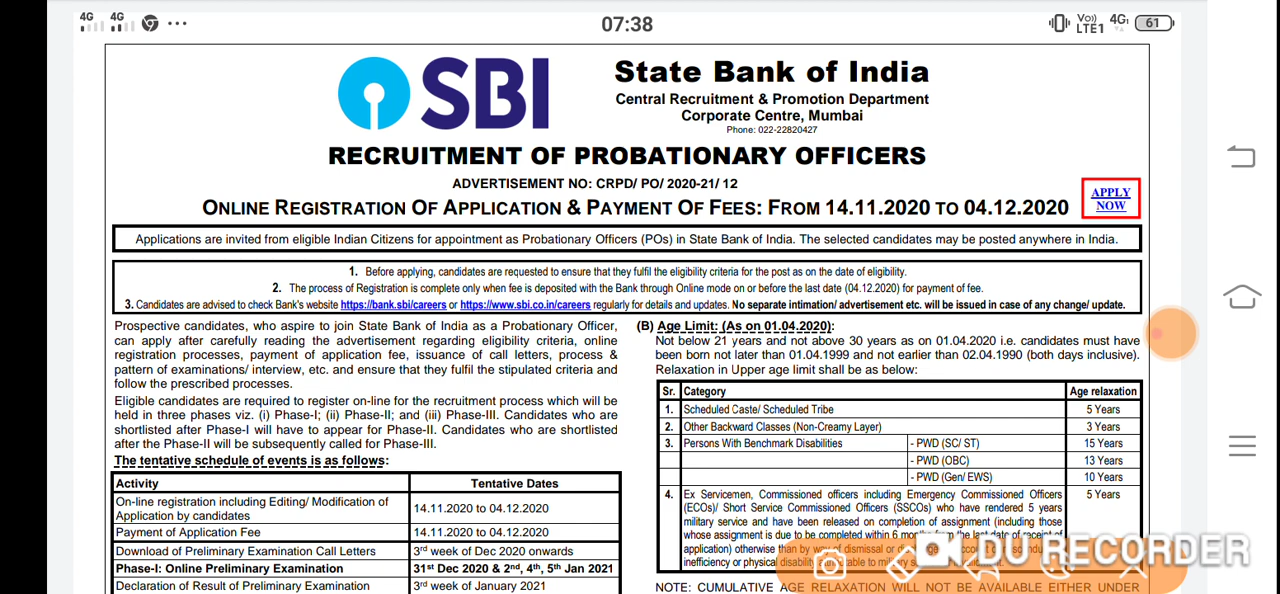 4G 4G 07:38 Vo)) LTE1 4G 61
SBI
State Bank of India
Central Recruitment & Promotion Department
Corporate Centre, Mumbai
Phone: 022-22820427
RECRUITMENT OF PROBATIONARY OFFICERS
ADVERTISEMENT NO: CRPD/ PO/ 2020-21/ 12
ONLINE REGISTRATION OF APPLICATION & PAYMENT OF FEES: FROM 14.11.2020 TO 04.12.2020
APPLY
NOW
Applications are invited from eligible Indian Citizens for appointment as Probationary Officers (POs) in State Bank of India. The selected candidates may be posted anywhere in India.
1. Before applying, candidates are requested to ensure that they fulfil the eligibility criteria for the post as on the date of eligibility.
2. The process of Registration is complete only when fee is deposited with the Bank through Online mode on or before the last date (04.12.2020) for payment of fee.
3. Candidates are advised to check Bank's website https://bank.sbi/careers or https://www.sbi.co.in/careers regularly for details and updates. No separate intimation/ advertisement etc. will be issued in case of any change/ update.
Prospective candidates, who aspire to join State Bank of India as a Probationary Officer,
can apply after carefully reading the advertisement regarding eligibility criteria, online
registration processes, payment of application fee, issuance of call letters, process &
pattern of examinations/ interview, etc. and ensure that they fulfil the stipulated criteria and
follow the prescribed processes.
Eligible candidates are required to register on-line for the recruitment process which will be
held in three phases viz. (i) Phase-I; (ii) Phase-II; and (iii) Phase-III. Candidates who are
shortlisted after Phase-I will have to appear for Phase-II. Candidates who are shortlisted
after the Phase-II will be subsequently called for Phase-III.
The tentative schedule of events is as follows:
Activity Tentative Dates
On-line registration including Editing/ Modification of
Application by candidates 14.11.2020 to 04.12.2020
Payment of Application Fee 14.11.2020 to 04.12.2020
Download of Preliminary Examination Call Letters 3rd week of Dec 2020 onwards
Phase-I: Online Preliminary Examination 31st Dec 2020 & 2nd, 4th, 5th Jan 2021
Declaration of Result of Preliminary Examination 3rd week of January 2021
(B) Age Limit: (As on 01.04.2020):
Not below 21 years and not above 30 years as on 01.04.2020 i.e. candidates must have
been born not later than 01.04.1999 and not earlier than 02.04.1990 (both days inclusive).
Relaxation in Upper age limit shall be as below:
Sr. Category Age relaxation
1. Scheduled Caste/ Scheduled Tribe 5 Years
2. Other Backward Classes (Non-Creamy Layer) 3 Years
3. Persons With Benchmark Disabilities - PWD (SC/ ST) 15 Years
- PWD (OBC) 13 Years
- PWD (Gen/ EWS) 10 Years
4. Ex Servicemen, Commissioned officers including Emergency Commissioned Officers 5 Years
(ECOs)/ Short Service Commissioned Officers (SSCOs) who have rendered 5 years
military service and have been released on completion of assignment (including those
whose assignment is due to be completed within 6 months from the last date of receipt of
application) otherwise than by way of dismissal or
inefficiency or physical disability
NOTE: CUMULATIVE AGE RELAXATION WILL NOT BE AVAILABLE EITHER UNDER
DU RECORDER